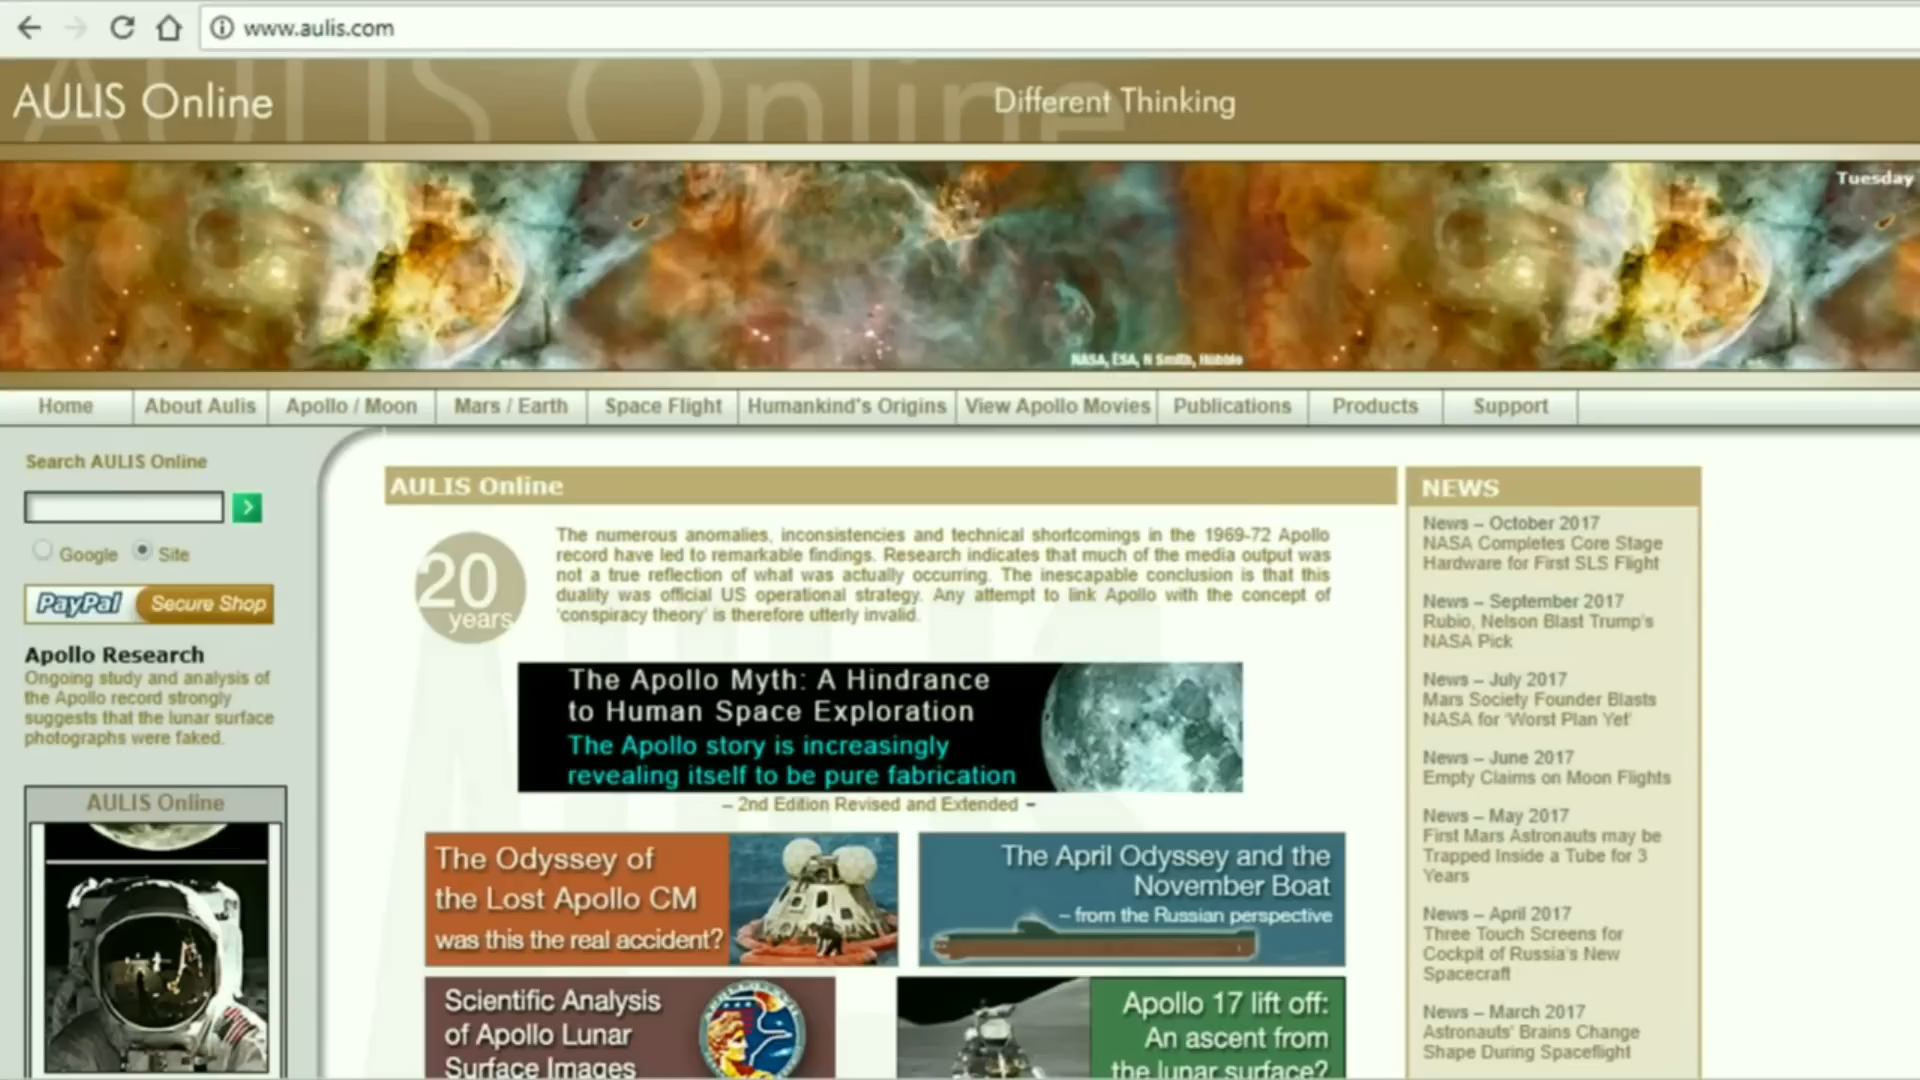 www.aulis.com
AULIS Online
Different Thinking
Tuesday
NASA, ESA, N Smith, Hubble
Home
About Aulis
Apollo / Moon
Mars / Earth
Space Flight
Humankind's Origins
View Apollo Movies
Publications
Products
Support
Search AULIS Online
Google
Site
PayPal
Secure Shop
Apollo Research
Ongoing study and analysis of
the Apollo record strongly
suggests that the lunar surface
photographs were faked.
AULIS Online
AULIS Online
20
years
The numerous anomalies, inconsistencies and technical shortcomings in the 1969-72 Apollo
record have led to remarkable findings. Research indicates that much of the media output was
not a true reflection of what was actually occurring. The inescapable conclusion is that this
duality was official US operational strategy. Any attempt to link Apollo with the concept of
'conspiracy theory' is therefore utterly invalid.
The Apollo Myth: A Hindrance
to Human Space Exploration
The Apollo story is increasingly
revealing itself to be pure fabrication
– 2nd Edition Revised and Extended –
The Odyssey of
the Lost Apollo CM
was this the real accident?
The April Odyssey and the
November Boat
– from the Russian perspective
Scientific Analysis
of Apollo Lunar
Surface Images
Apollo 17 lift off:
An ascent from
the lunar surface?
NEWS
News – October 2017
NASA Completes Core Stage
Hardware for First SLS Flight
News – September 2017
Rubio, Nelson Blast Trump's
NASA Pick
News – July 2017
Mars Society Founder Blasts
NASA for 'Worst Plan Yet'
News – June 2017
Empty Claims on Moon Flights
News – May 2017
First Mars Astronauts may be
Trapped Inside a Tube for 3
Years
News – April 2017
Three Touch Screens for
Cockpit of Russia's New
Spacecraft
News – March 2017
Astronauts' Brains Change
Shape During Spaceflight